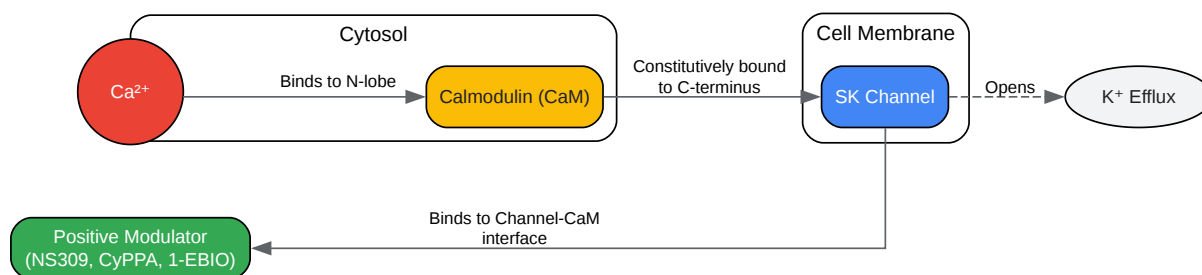 Cytosol
Cell Membrane
Ca²⁺
Binds to N-lobe
Calmodulin (CaM)
Constitutively bound
to C-terminus
SK Channel
Opens
K⁺ Efflux
Binds to Channel-CaM
interface
Positive Modulator
(NS309, CyPPA, 1-EBIO)